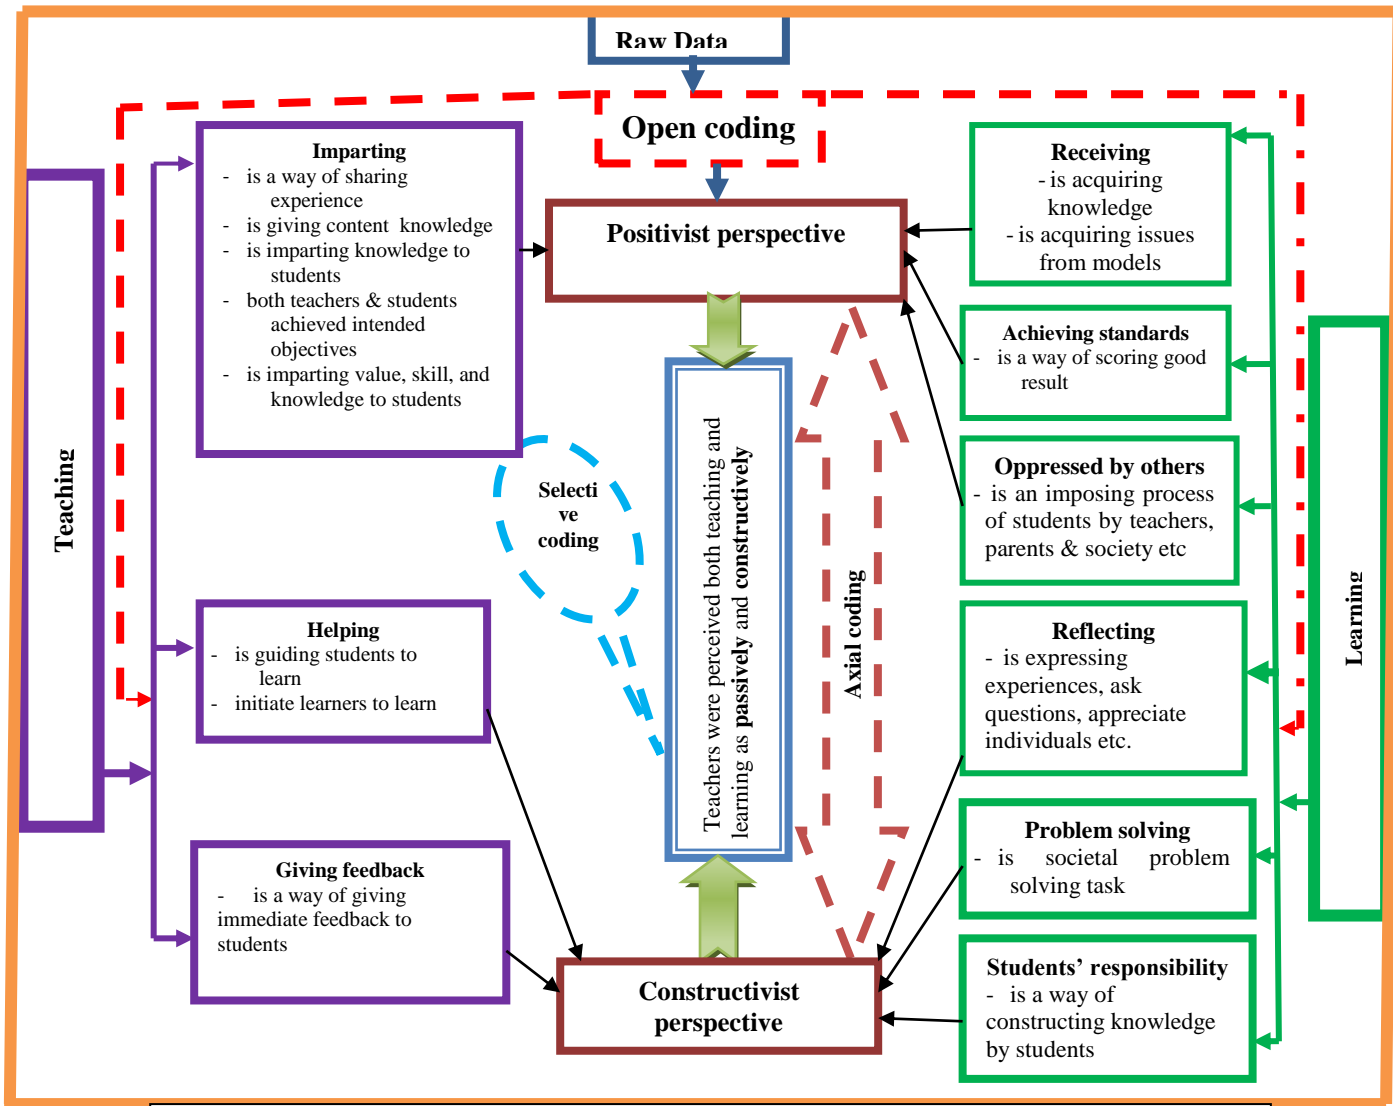 Raw Data
Open coding
Teaching
Imparting
- is a way of sharing
experience
- is giving content knowledge
- is imparting knowledge to
students
- both teachers & students
achieved intended
objectives
- is imparting value, skill, and
knowledge to students
Helping
- is guiding students to
learn
- initiate learners to learn
Giving feedback
- is a way of giving
immediate feedback to
students
Positivist perspective
Selecti
ve
coding
Teachers were perceived both teaching and
learning as passively and constructively
Axial coding
Constructivist
perspective
Receiving
- is acquiring
knowledge
- is acquiring issues
from models
Achieving standards
- is a way of scoring good
result
Oppressed by others
- is an imposing process
of students by teachers,
parents & society etc
Reflecting
- is expressing
experiences, ask
questions, appreciate
individuals etc.
Problem solving
- is societal problem
solving task
Students’ responsibility
- is a way of
constructing knowledge
by students
Learning